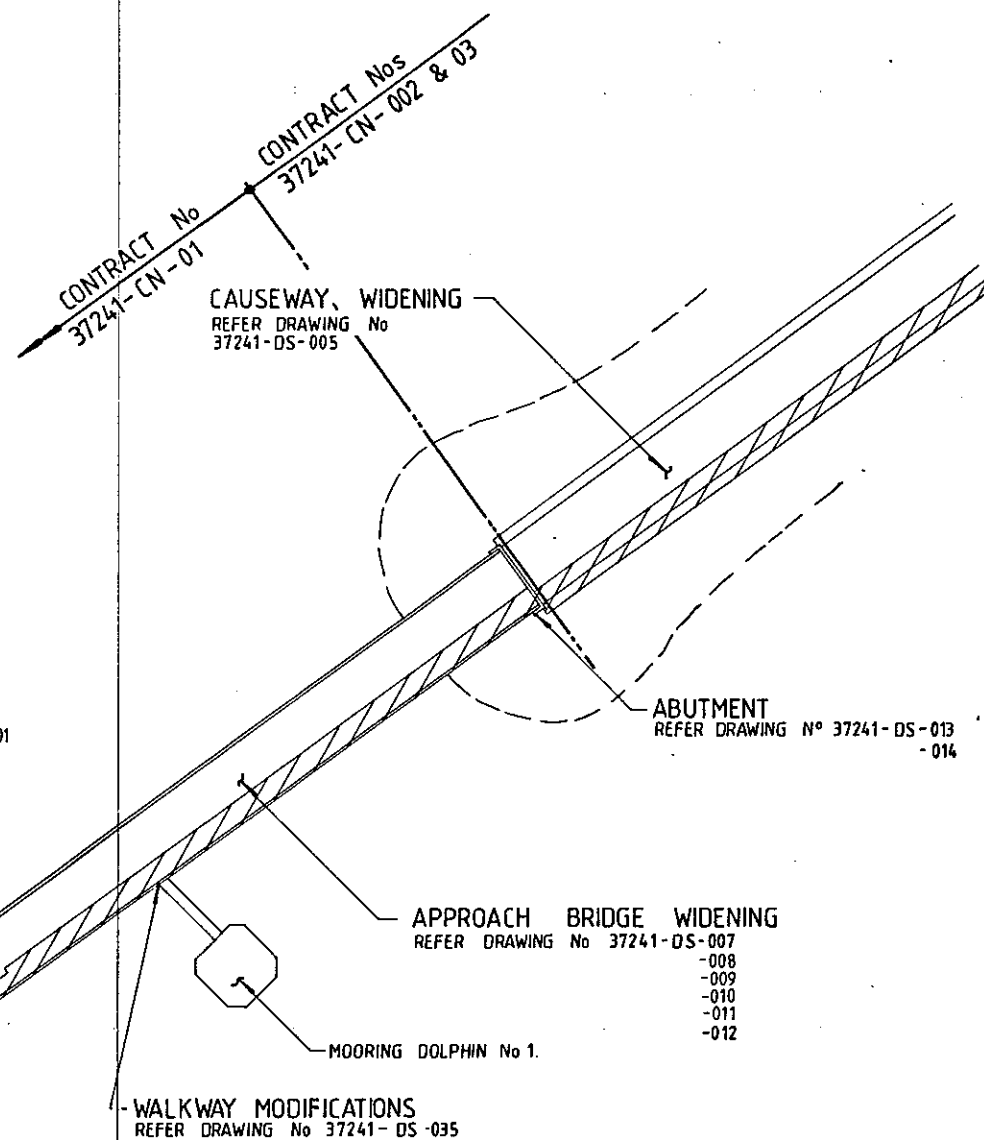 CONTRACT Nos
37241-CN-002 & 03
CONTRACT No
37241-CN-01
CAUSEWAY, WIDENING
REFER DRAWING No
37241-DS-005
ABUTMENT
REFER DRAWING Nº 37241-DS-013
-014
APPROACH BRIDGE WIDENING
REFER DRAWING No 37241-DS-007
-008
-009
-010
-011
-012
MOORING DOLPHIN No 1.
WALKWAY MODIFICATIONS
REFER DRAWING No 37241-DS-035